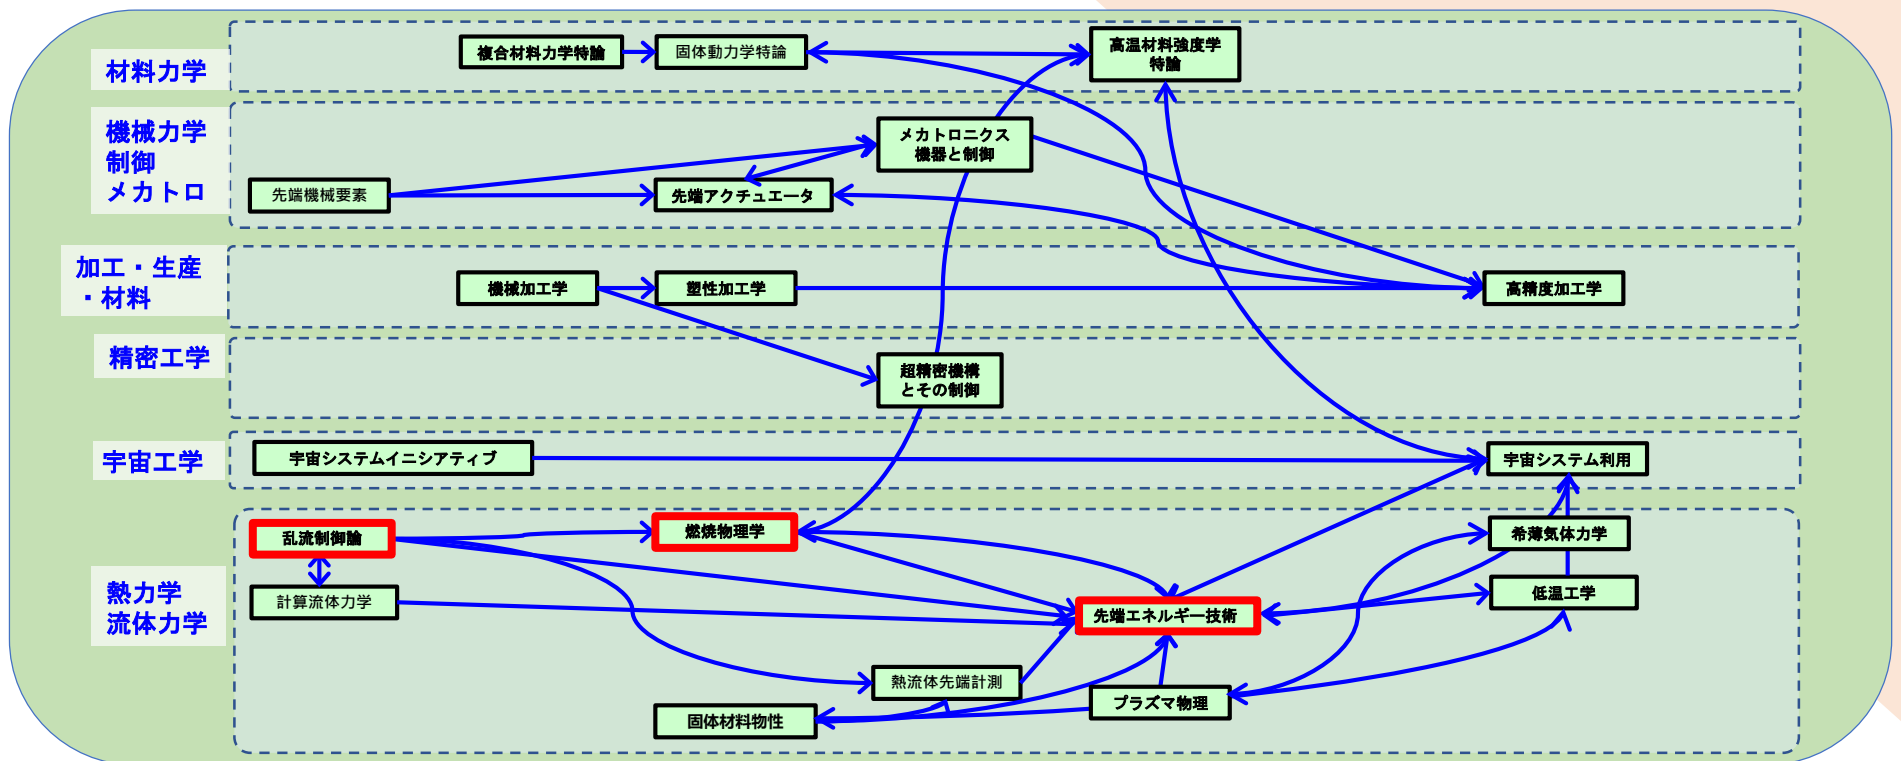 材料力学
複合材料力学特論
固体動力学特論
高温材料強度学
特論
機械力学
制御
メカトロ
メカトロニクス
機器と制御
先端機械要素
先端アクチュエータ
加工・生産
・材料
機械加工学
塑性加工学
高精度加工学
精密工学
超精密機構
とその制御
宇宙工学
宇宙システムイニシアティブ
宇宙システム利用
熱力学
流体力学
乱流制御論
燃焼物理学
希薄気体力学
計算流体力学
先端エネルギー技術
低温工学
熱流体先端計測
プラズマ物理
固体材料物性